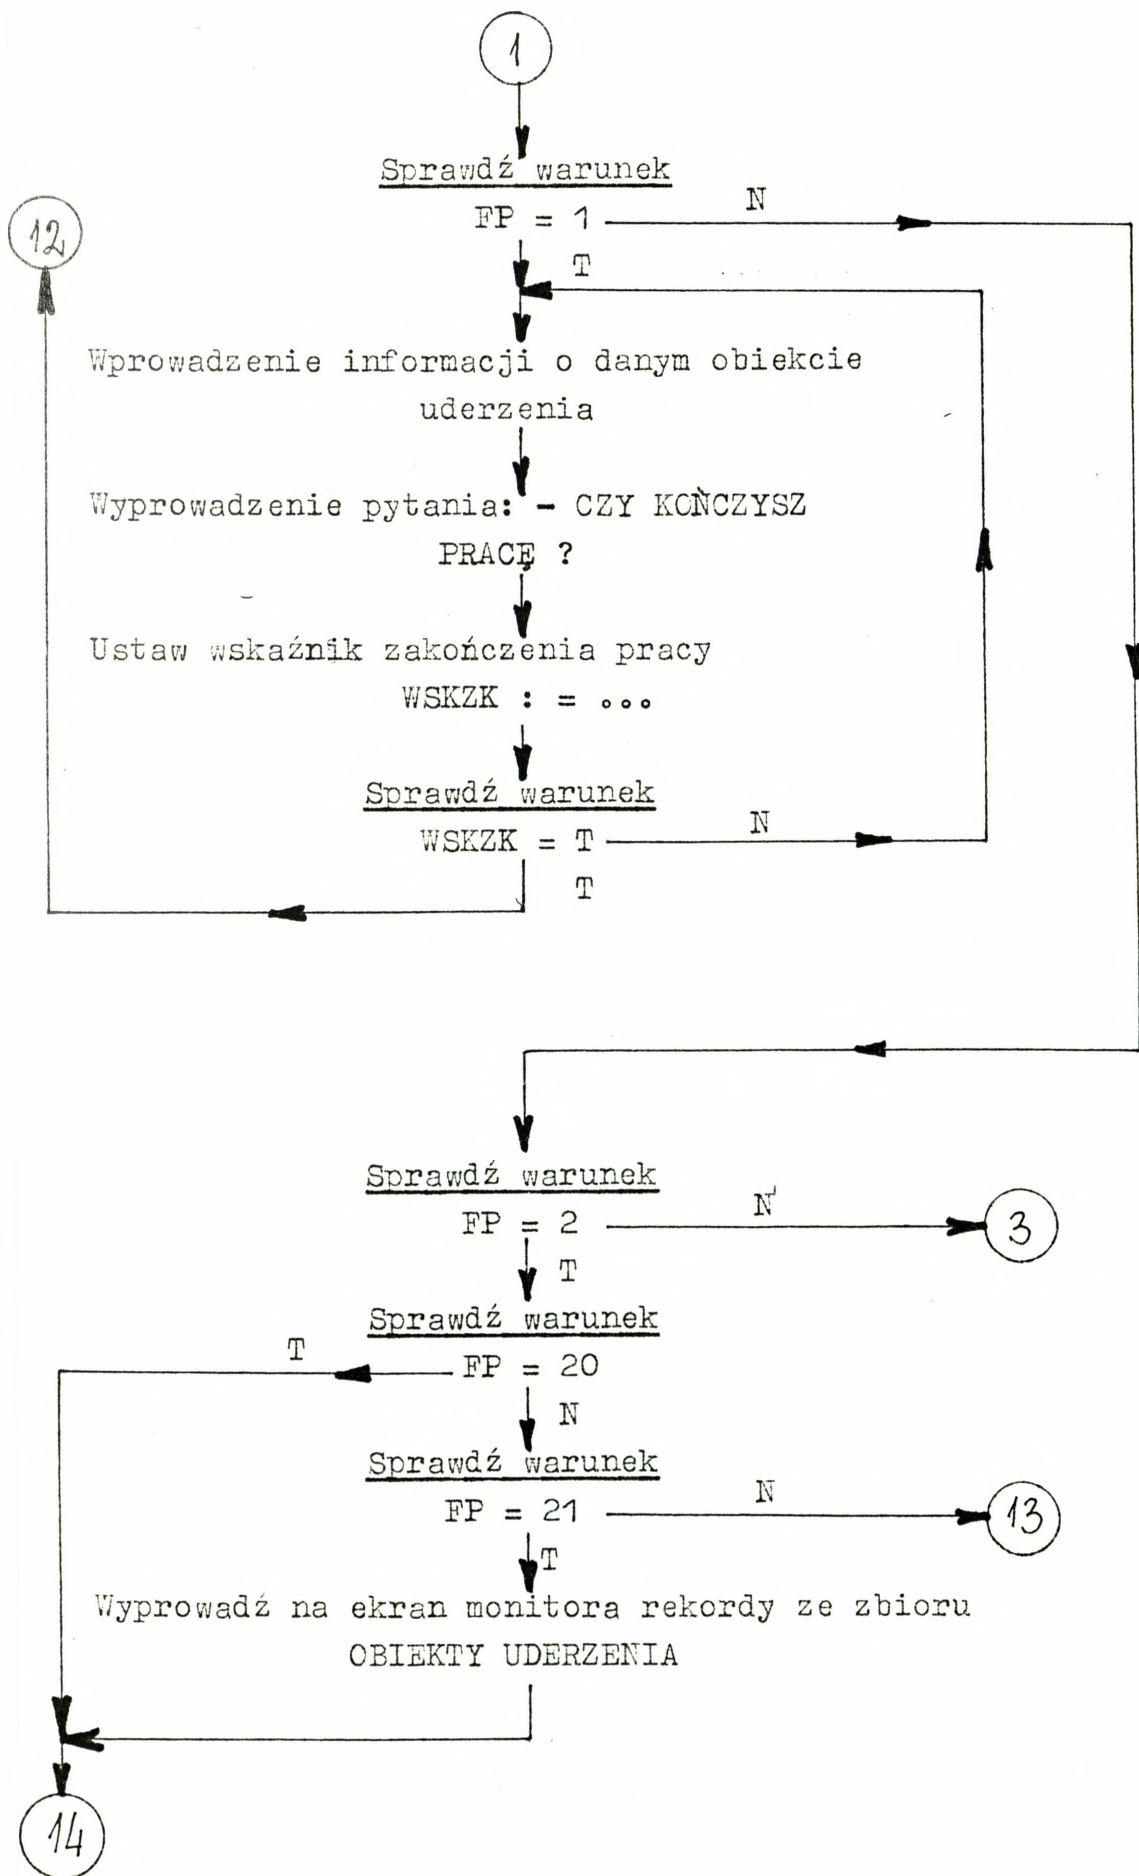 1
Sprawdź warunek
N
12
FP = 1
T
Wprowadzenie informacji o danym obiekcie
uderzenia
Wyprowadzenie pytania: - CZY KOŃCZYSZ
PRACĘ ?
Ustaw wskaźnik zakończenia pracy
WSKZK : = ...
Sprawdź warunek
N
WSKZK = T
T
Sprawdź warunek
N
FP = 2
3
T
Sprawdź warunek
T
FP = 20
N
Sprawdź warunek
N
FP = 21
13
T
Wyprowadź na ekran monitora rekordy ze zbioru
OBIEKTY UDERZENIA
14